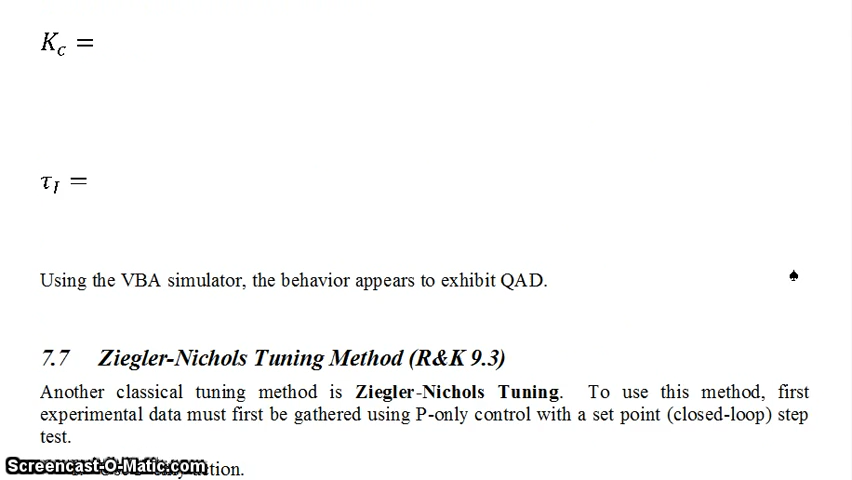 K_c =
τ_I =
Using the VBA simulator, the behavior appears to exhibit QAD. ♠
7.7 Ziegler-Nichols Tuning Method (R&K 9.3)
Another classical tuning method is Ziegler-Nichols Tuning. To use this method, first
experimental data must first be gathered using P-only control with a set point (closed-loop) step
test.
Screencast-O-Matic.com action.